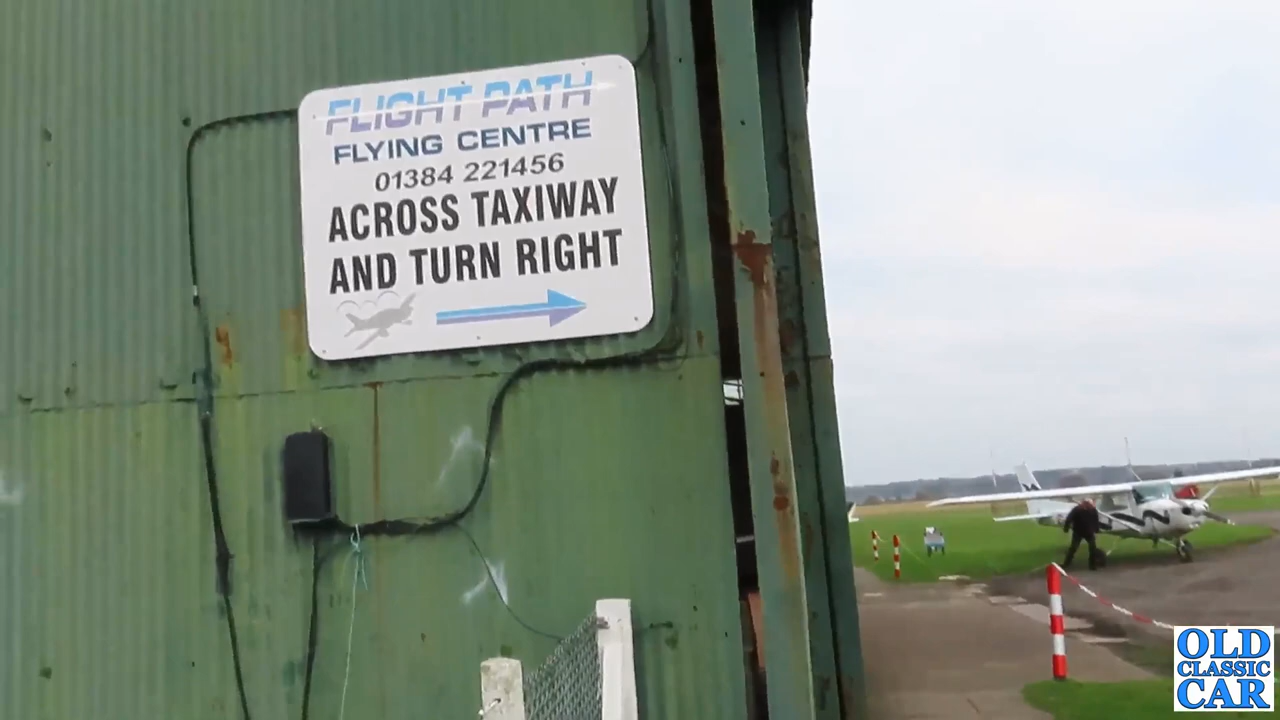 FLIGHT PATH
FLYING CENTRE
01384 221456
ACROSS TAXIWAY
AND TURN RIGHT
OLD
CLASSIC
CAR